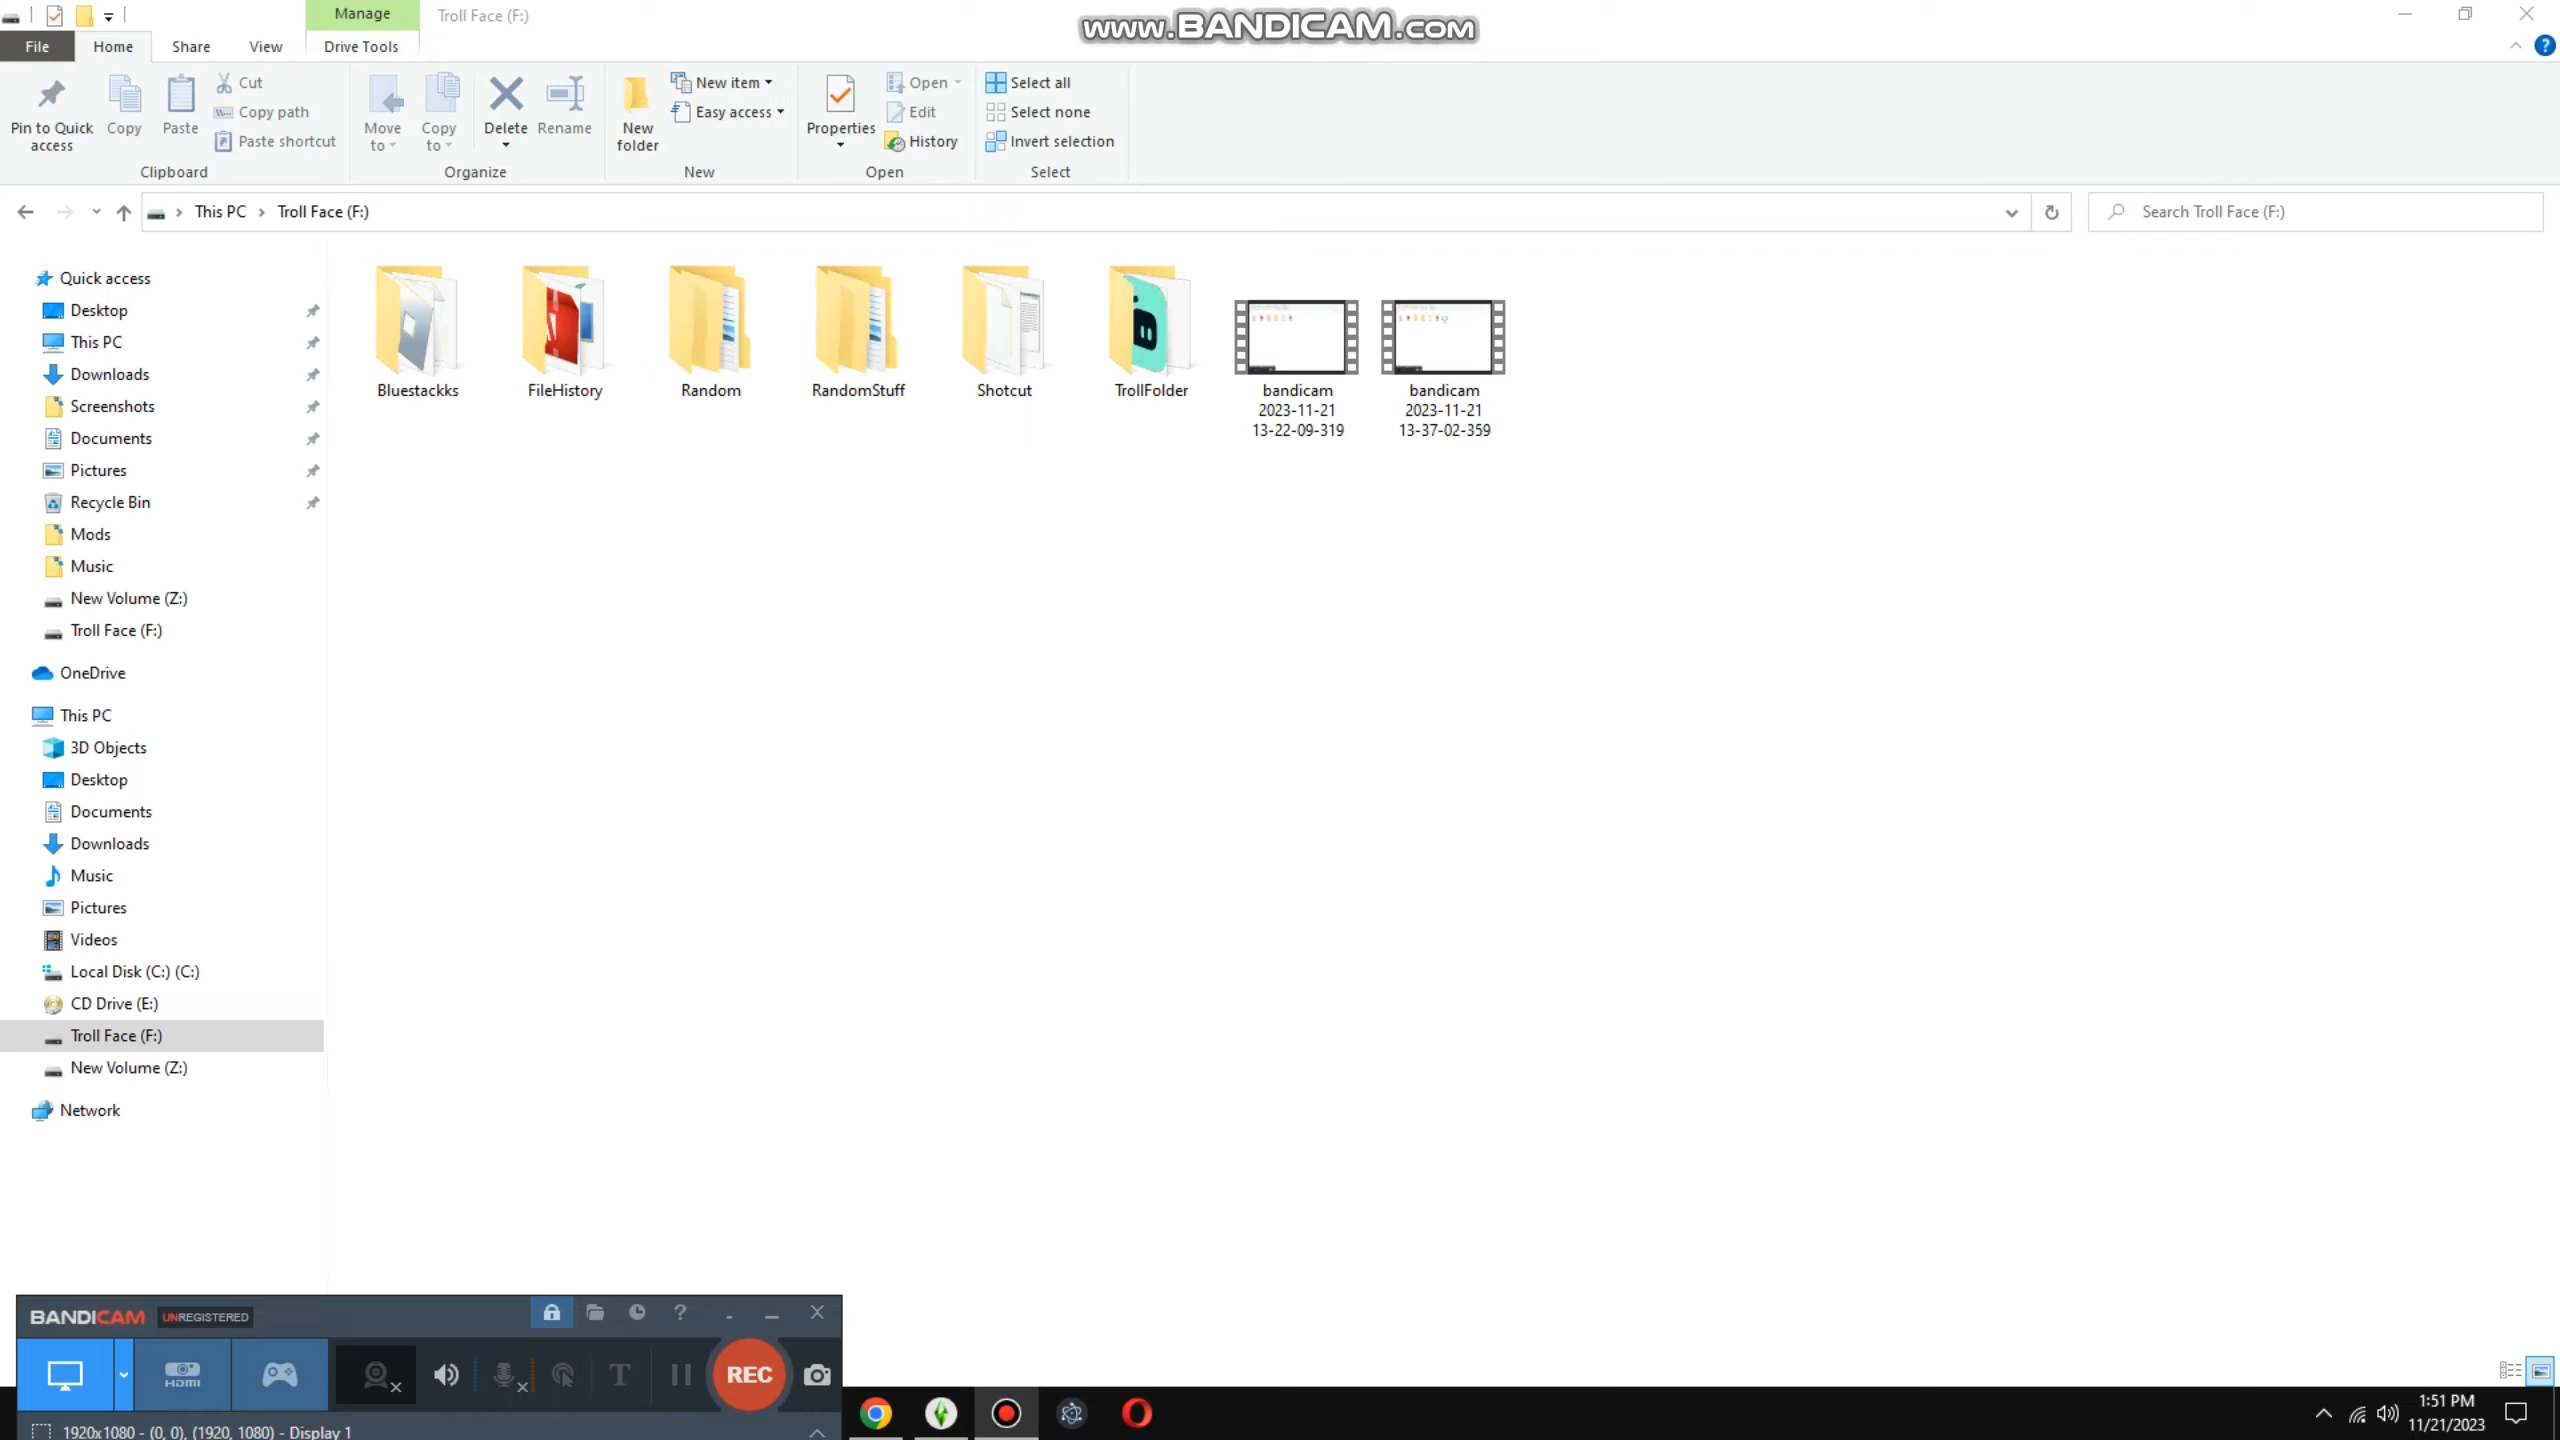 Manage
Troll Face (F:)
www.BANDICAM.com
File
Home
Share
View
Drive Tools
Pin to Quick
access
Copy
Paste
Cut
Copy path
Paste shortcut
Clipboard
Move
to
Copy
to
Delete
Rename
Organize
New
folder
New item
Easy access
New
Properties
Open
Edit
History
Open
Select all
Select none
Invert selection
Select
This PC
Troll Face (F:)
Search Troll Face (F:)
Quick access
Desktop
This PC
Downloads
Screenshots
Documents
Pictures
Recycle Bin
Mods
Music
New Volume (Z:)
Troll Face (F:)
OneDrive
This PC
3D Objects
Desktop
Documents
Downloads
Music
Pictures
Videos
Local Disk (C:) (C:)
CD Drive (E:)
Troll Face (F:)
New Volume (Z:)
Network
Bluestackks
FileHistory
Random
RandomStuff
Shotcut
TrollFolder
bandicam
2023-11-21
13-22-09-319
bandicam
2023-11-21
13-37-02-359
BANDICAM UNREGISTERED
HDMI
T
REC
1920x1080 - (0, 0), (1920, 1080) - Display 1
1:51 PM
11/21/2023